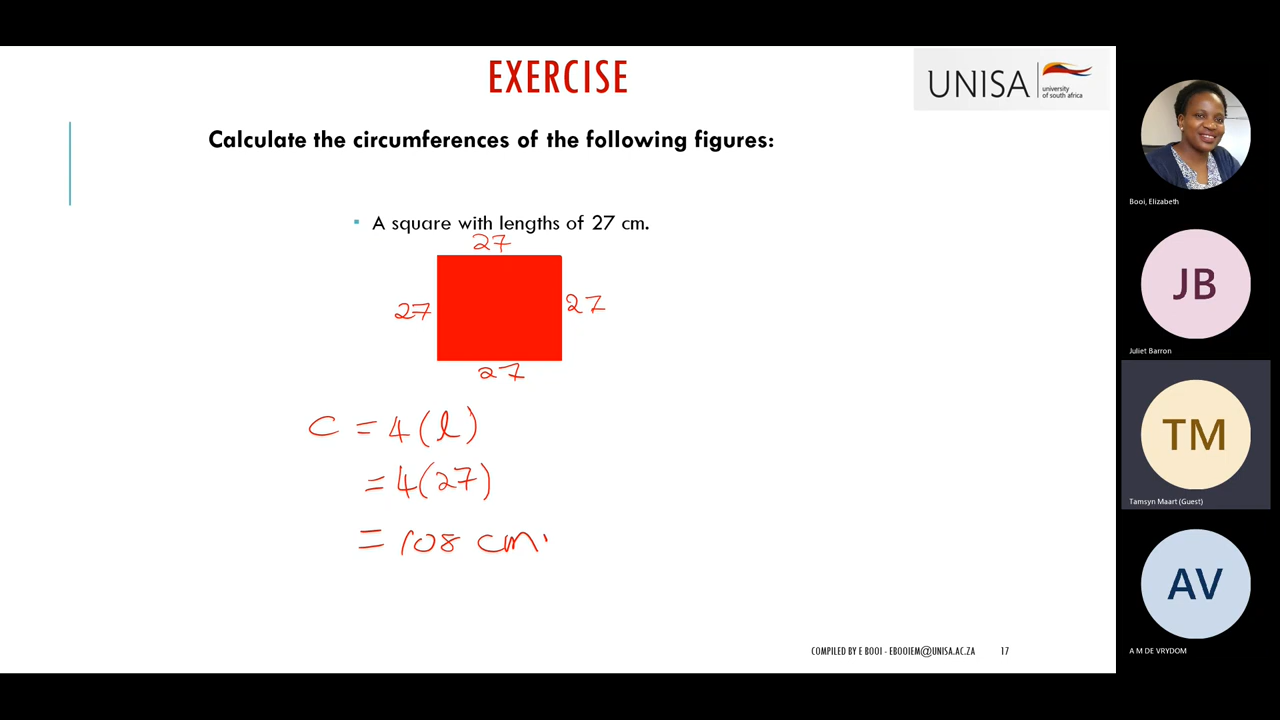 EXERCISE
UNISA
university
of south africa
Calculate the circumferences of the following figures:
A square with lengths of 27 cm.
27
27
27
27
C = 4(l)
= 4(27)
= 108 cm.
COMPILED BY E BOOI - EBOOIEM@UNISA.AC.ZA
17
Booi, Elizabeth
JB
Juliet Barron
TM
Tamsyn Maart (Guest)
AV
A M DE VRYDOM